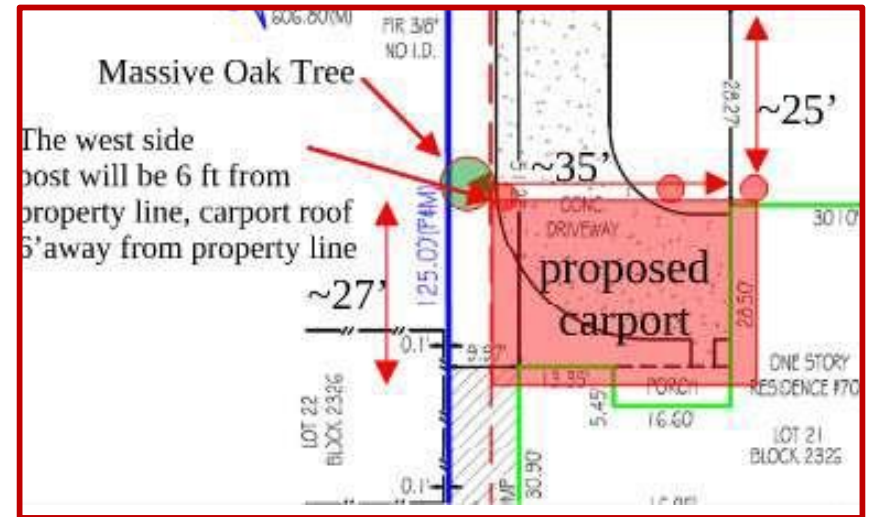 606.80(M)
FIR 3/8"
NO I.D.
Massive Oak Tree
28.27'
~25'
The west side
post will be 6 ft from
property line, carport roof
6'away from property line
~35'
CONC
DRIVEWAY
30.10'
125.00'(P&M)
~27'
proposed
carport
28.50'
0.1'
9.97'
13.35'
PORCH
ONE STORY
RESIDENCE #70
5.45'
16.60
LOT 22
BLOCK 2326
LOT 21
BLOCK 2326
0.1'
30.90'